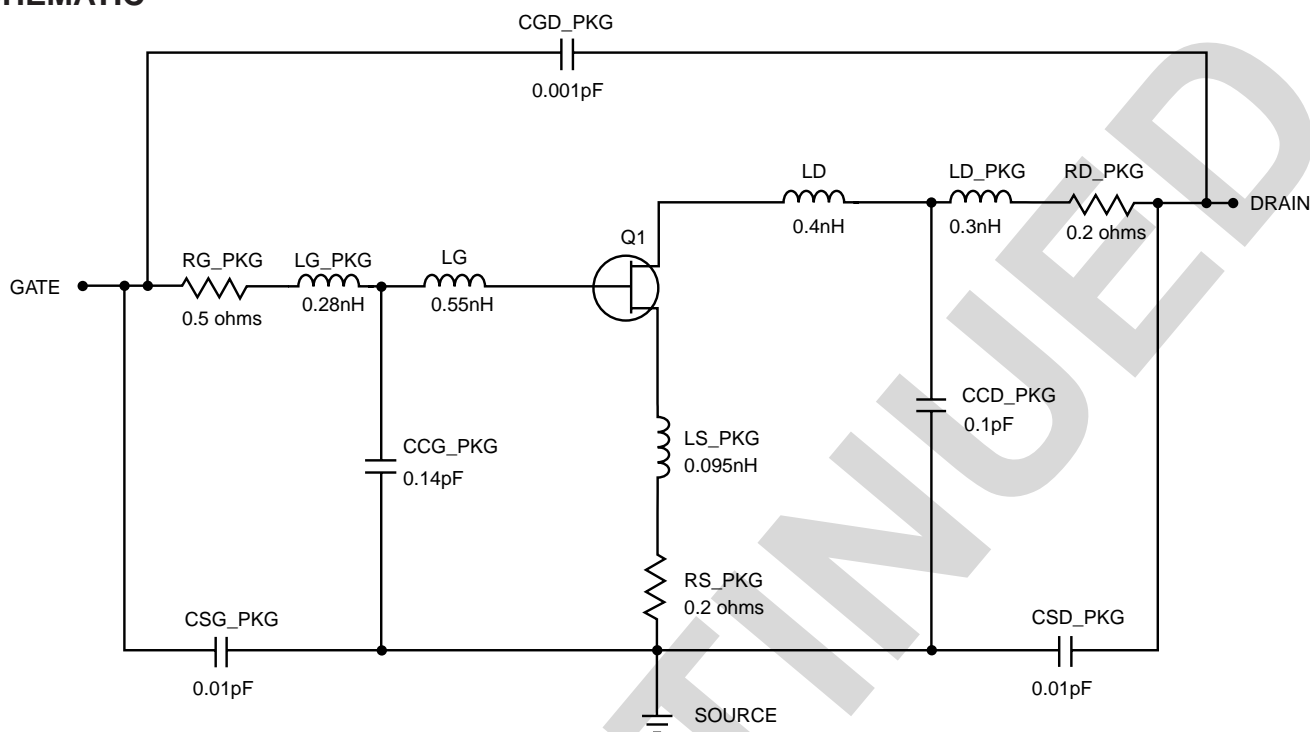 CGD_PKG
0.001pF
LD
LD_PKG
RD_PKG
DRAIN
0.4nH
0.3nH
0.2 ohms
Q1
RG_PKG
LG_PKG
LG
GATE
0.5 ohms
0.28nH
0.55nH
CCG_PKG
0.14pF
LS_PKG
0.095nH
CCD_PKG
0.1pF
RS_PKG
0.2 ohms
CSG_PKG
0.01pF
CSD_PKG
0.01pF
SOURCE
TINUED